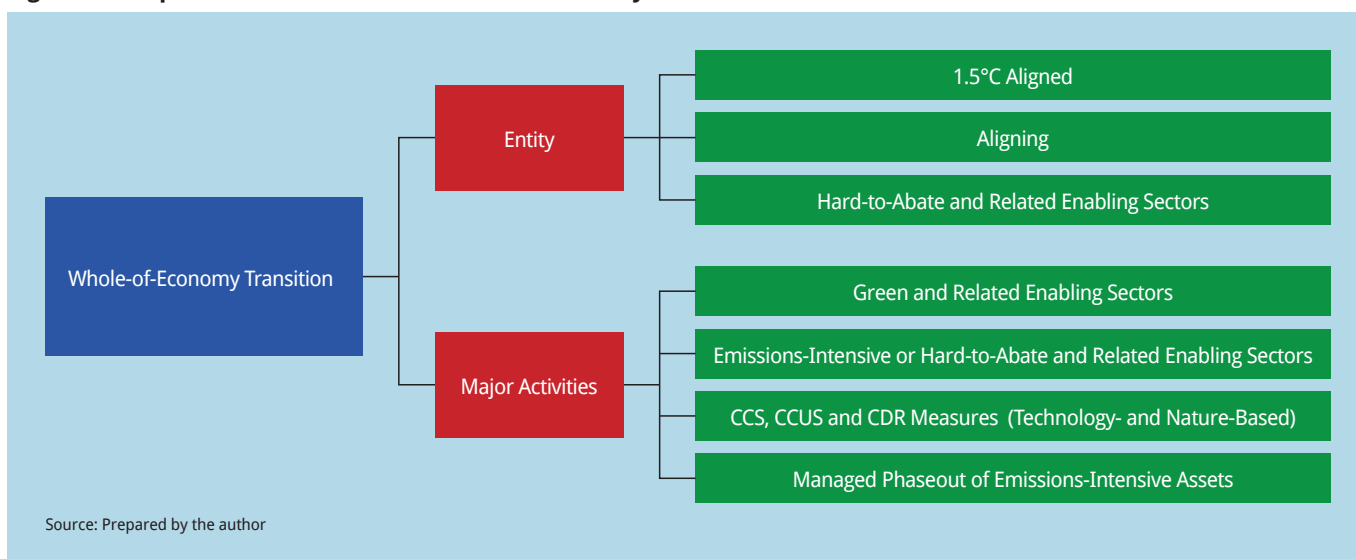 1.5°C Aligned
Entity
Aligning
Hard-to-Abate and Related Enabling Sectors
Whole-of-Economy Transition
Green and Related Enabling Sectors
Emissions-Intensive or Hard-to-Abate and Related Enabling Sectors
Major Activities
CCS, CCUS and CDR Measures (Technology- and Nature-Based)
Managed Phaseout of Emissions-Intensive Assets
Source: Prepared by the author